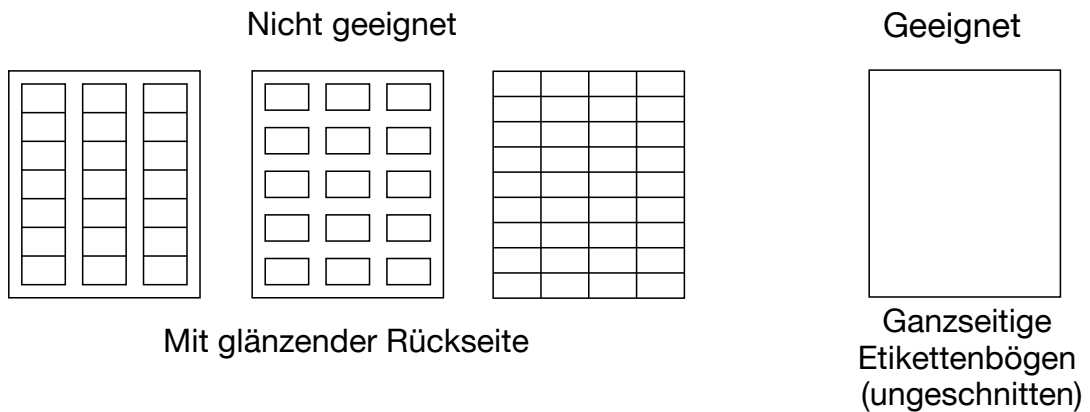 Nicht geeignet
Geeignet
Mit glänzender Rückseite
Ganzseitige
Etikettenbögen
(ungeschnitten)